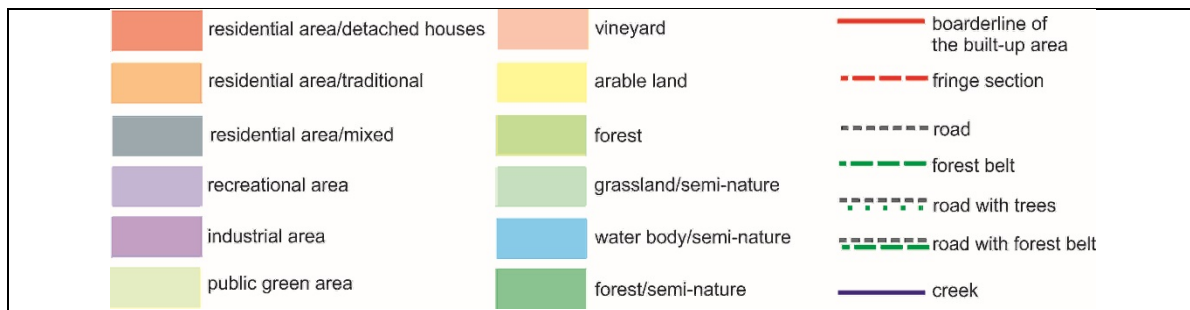 residential area/detached houses
residential area/traditional
residential area/mixed
recreational area
industrial area
public green area
vineyard
arable land
forest
grassland/semi-nature
water body/semi-nature
forest/semi-nature
boarderline of
the built-up area
fringe section
road
forest belt
road with trees
road with forest belt
creek